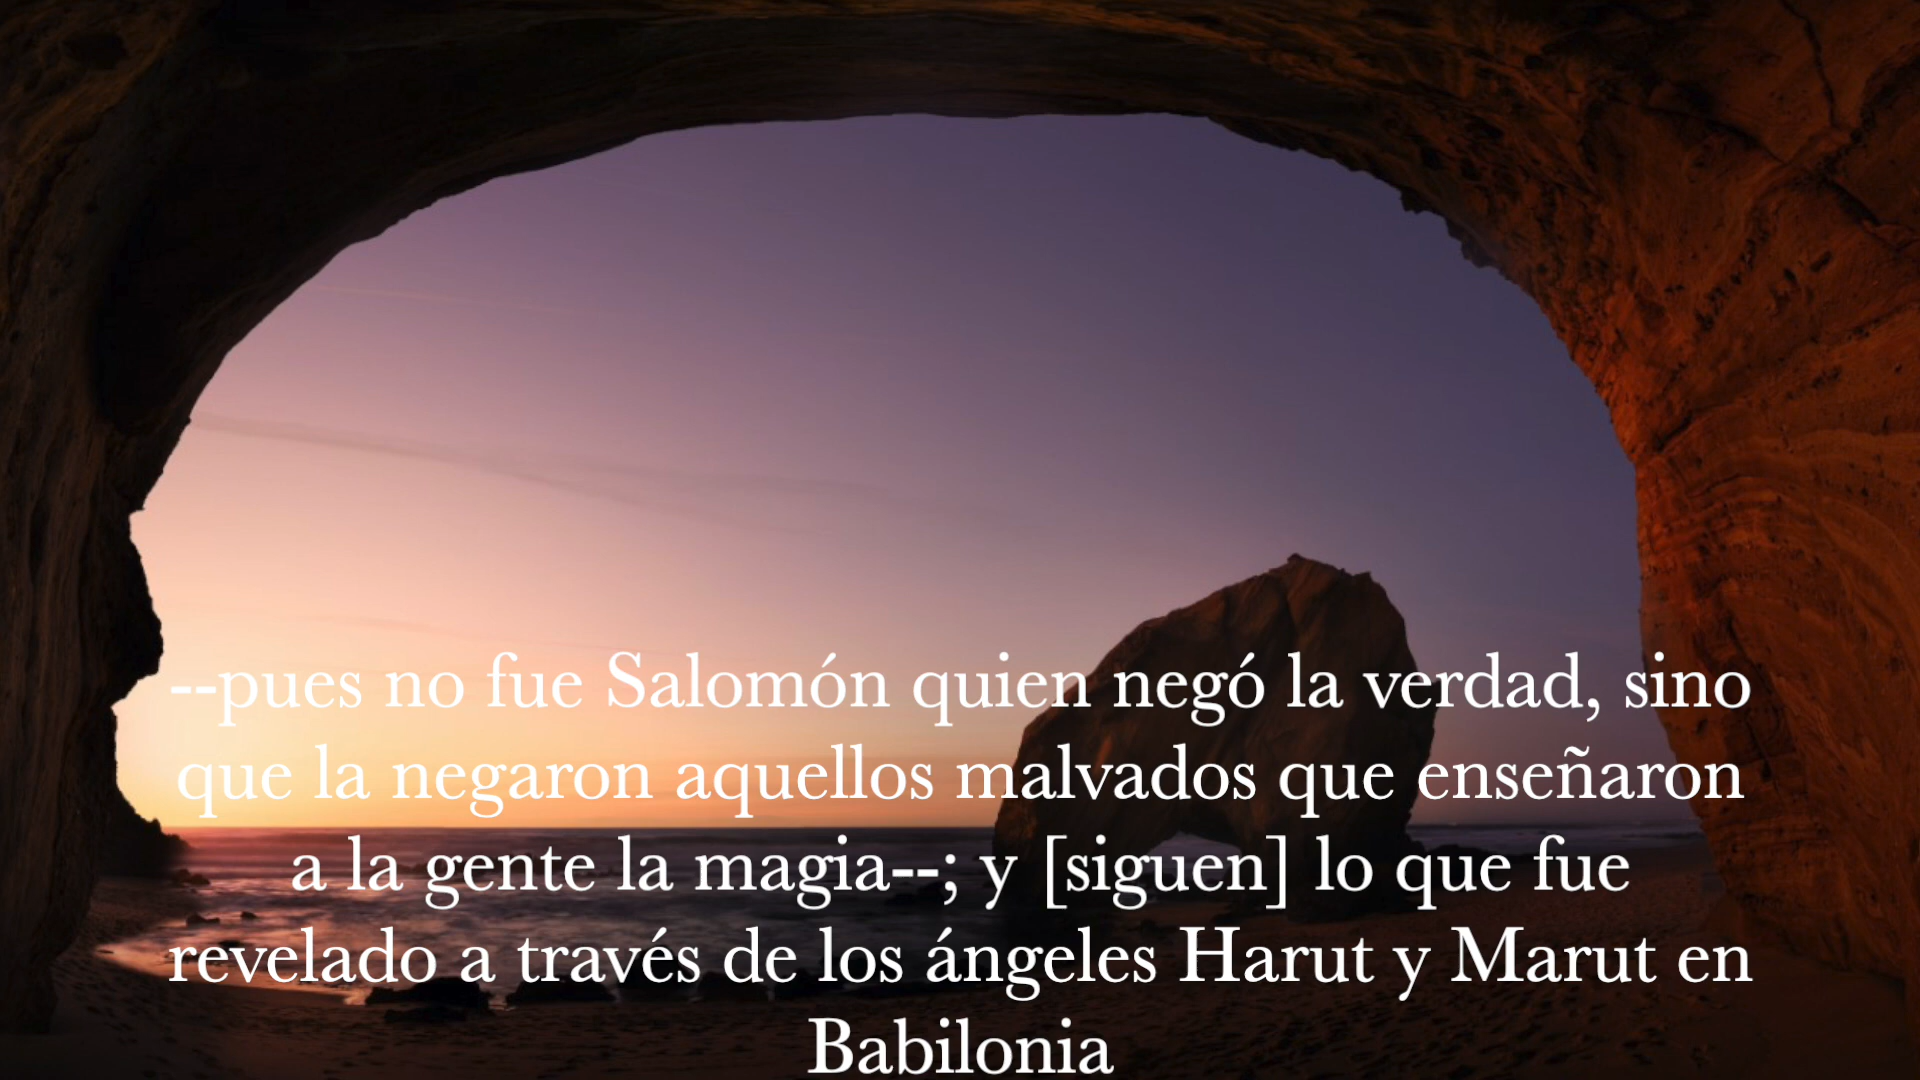 --pues no fue Salomón quien negó la verdad, sino
que la negaron aquellos malvados que enseñaron
a la gente la magia--; y [siguen] lo que fue
revelado a través de los ángeles Harut y Marut en
Babilonia